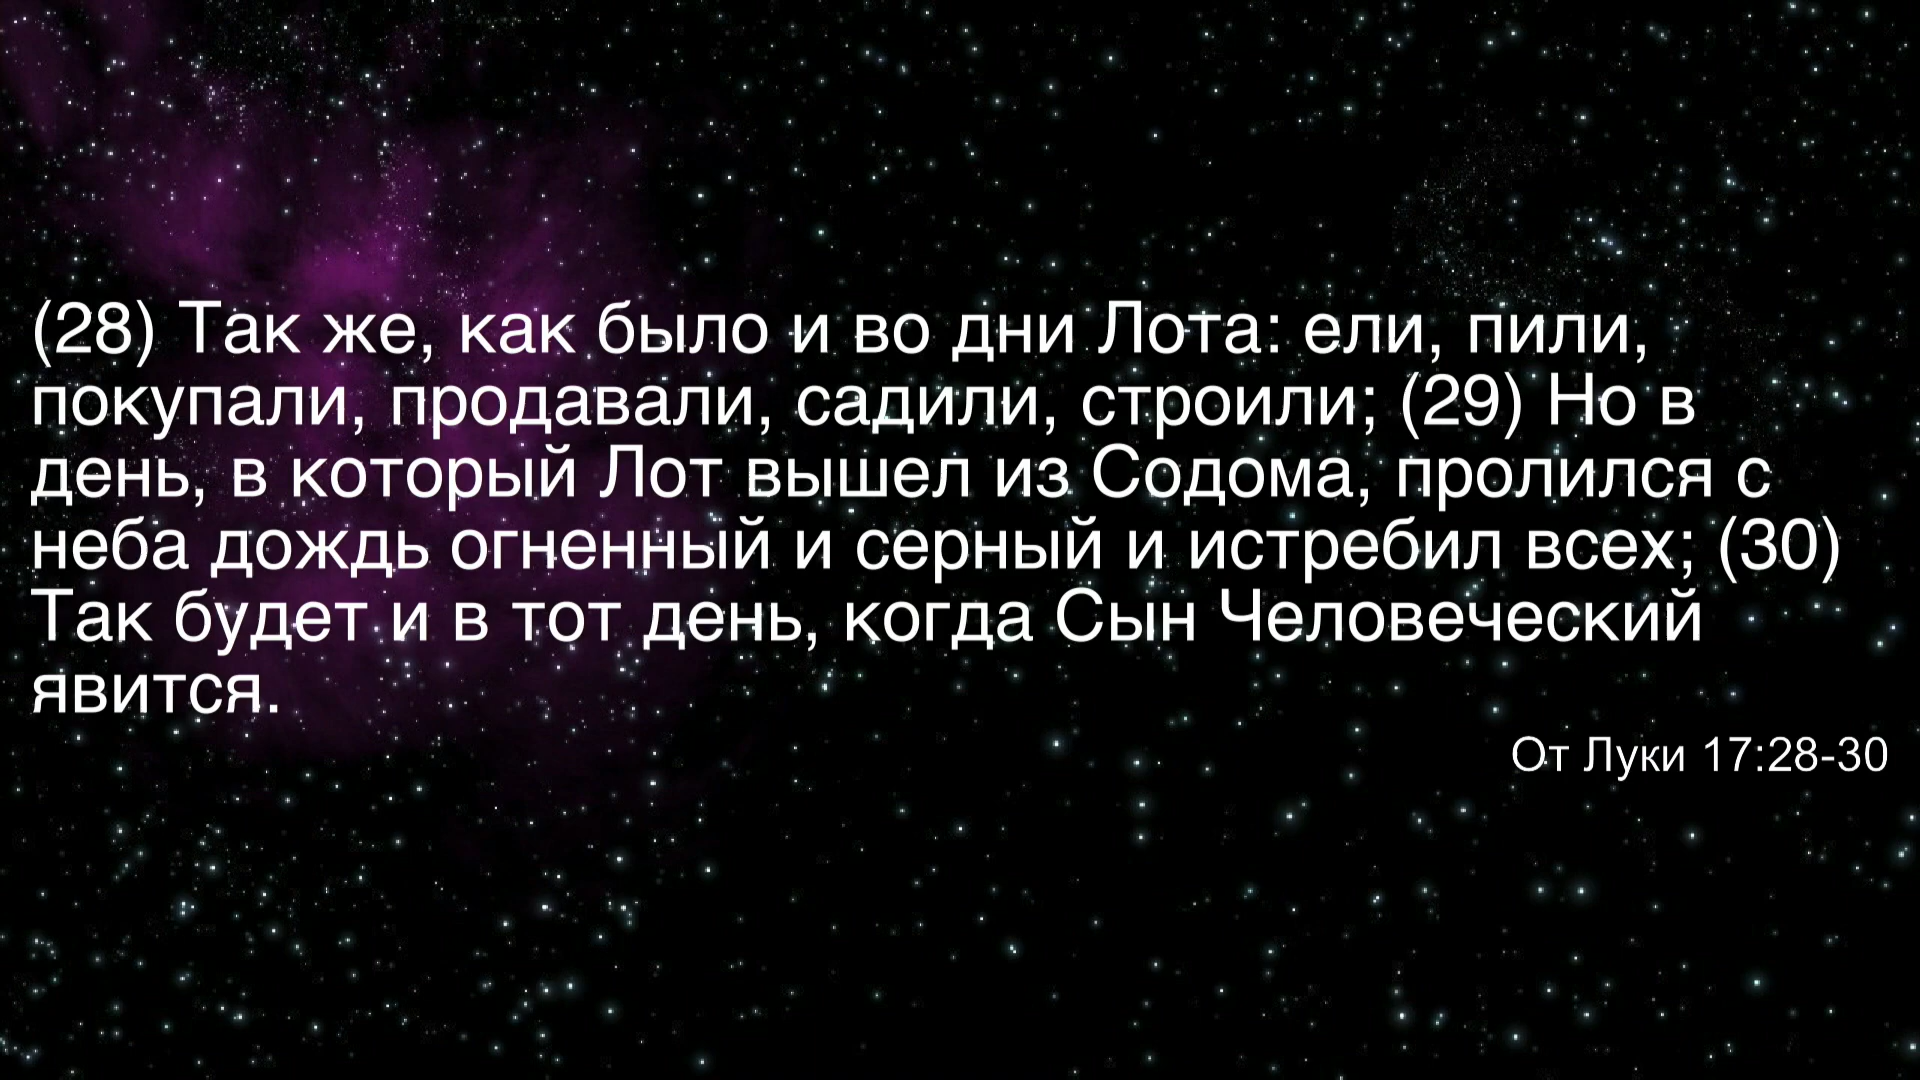 (28) Так же, как было и во дни Лота: ели, пили,
покупали, продавали, садили, строили; (29) Но в
день, в который Лот вышел из Содома, пролился с
неба дождь огненный и серный и истребил всех; (30)
Так будет и в тот день, когда Сын Человеческий
явится.
От Луки 17:28-30